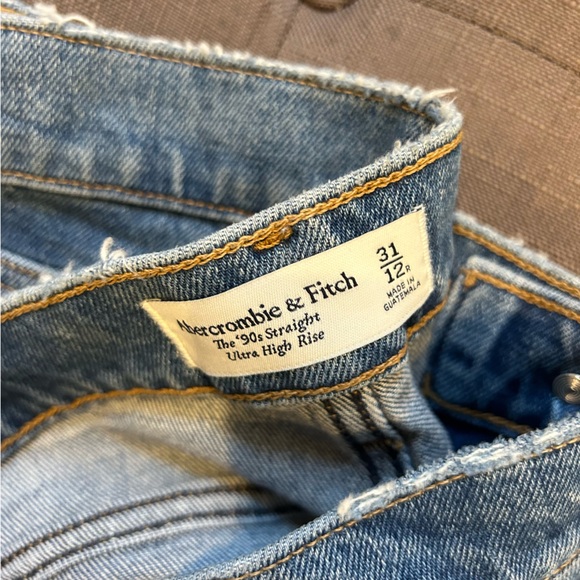 Abercrombie & Fitch
The '90s Straight
Ultra High Rise
31
12R
MADE IN
GUATEMALA